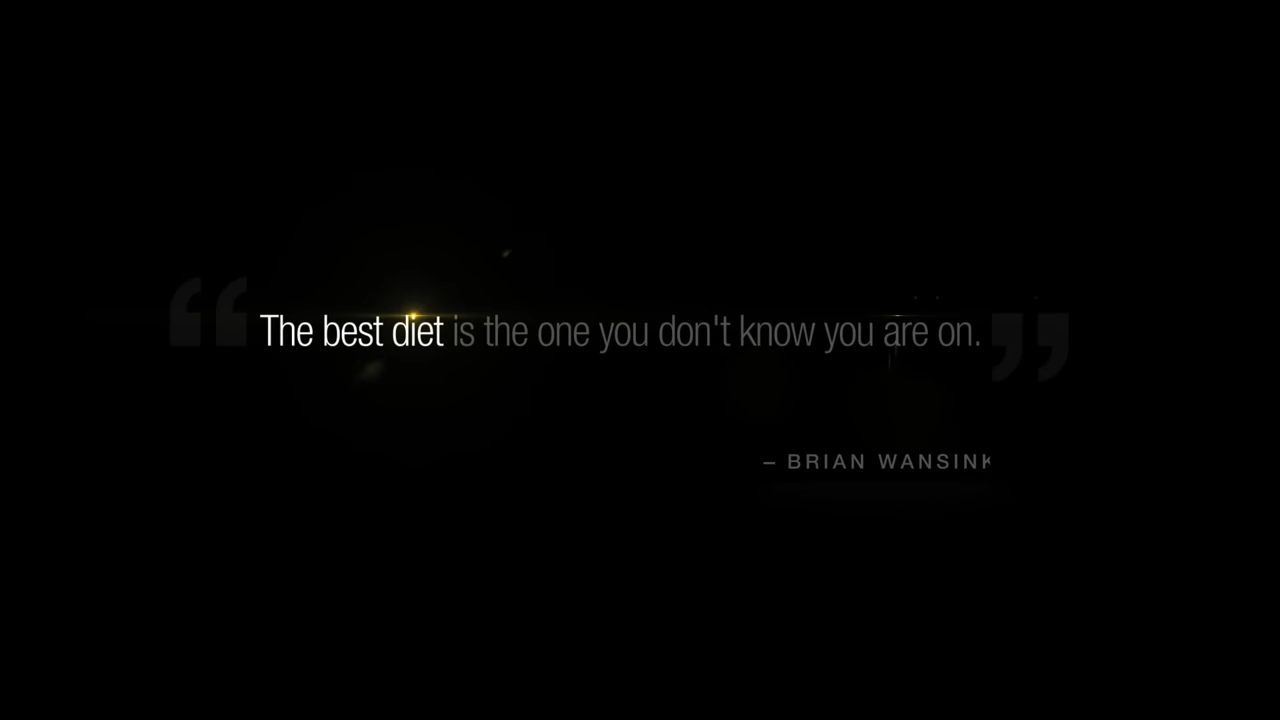 “The best diet is the one you don't know you are on.”
– BRIAN WANSINK